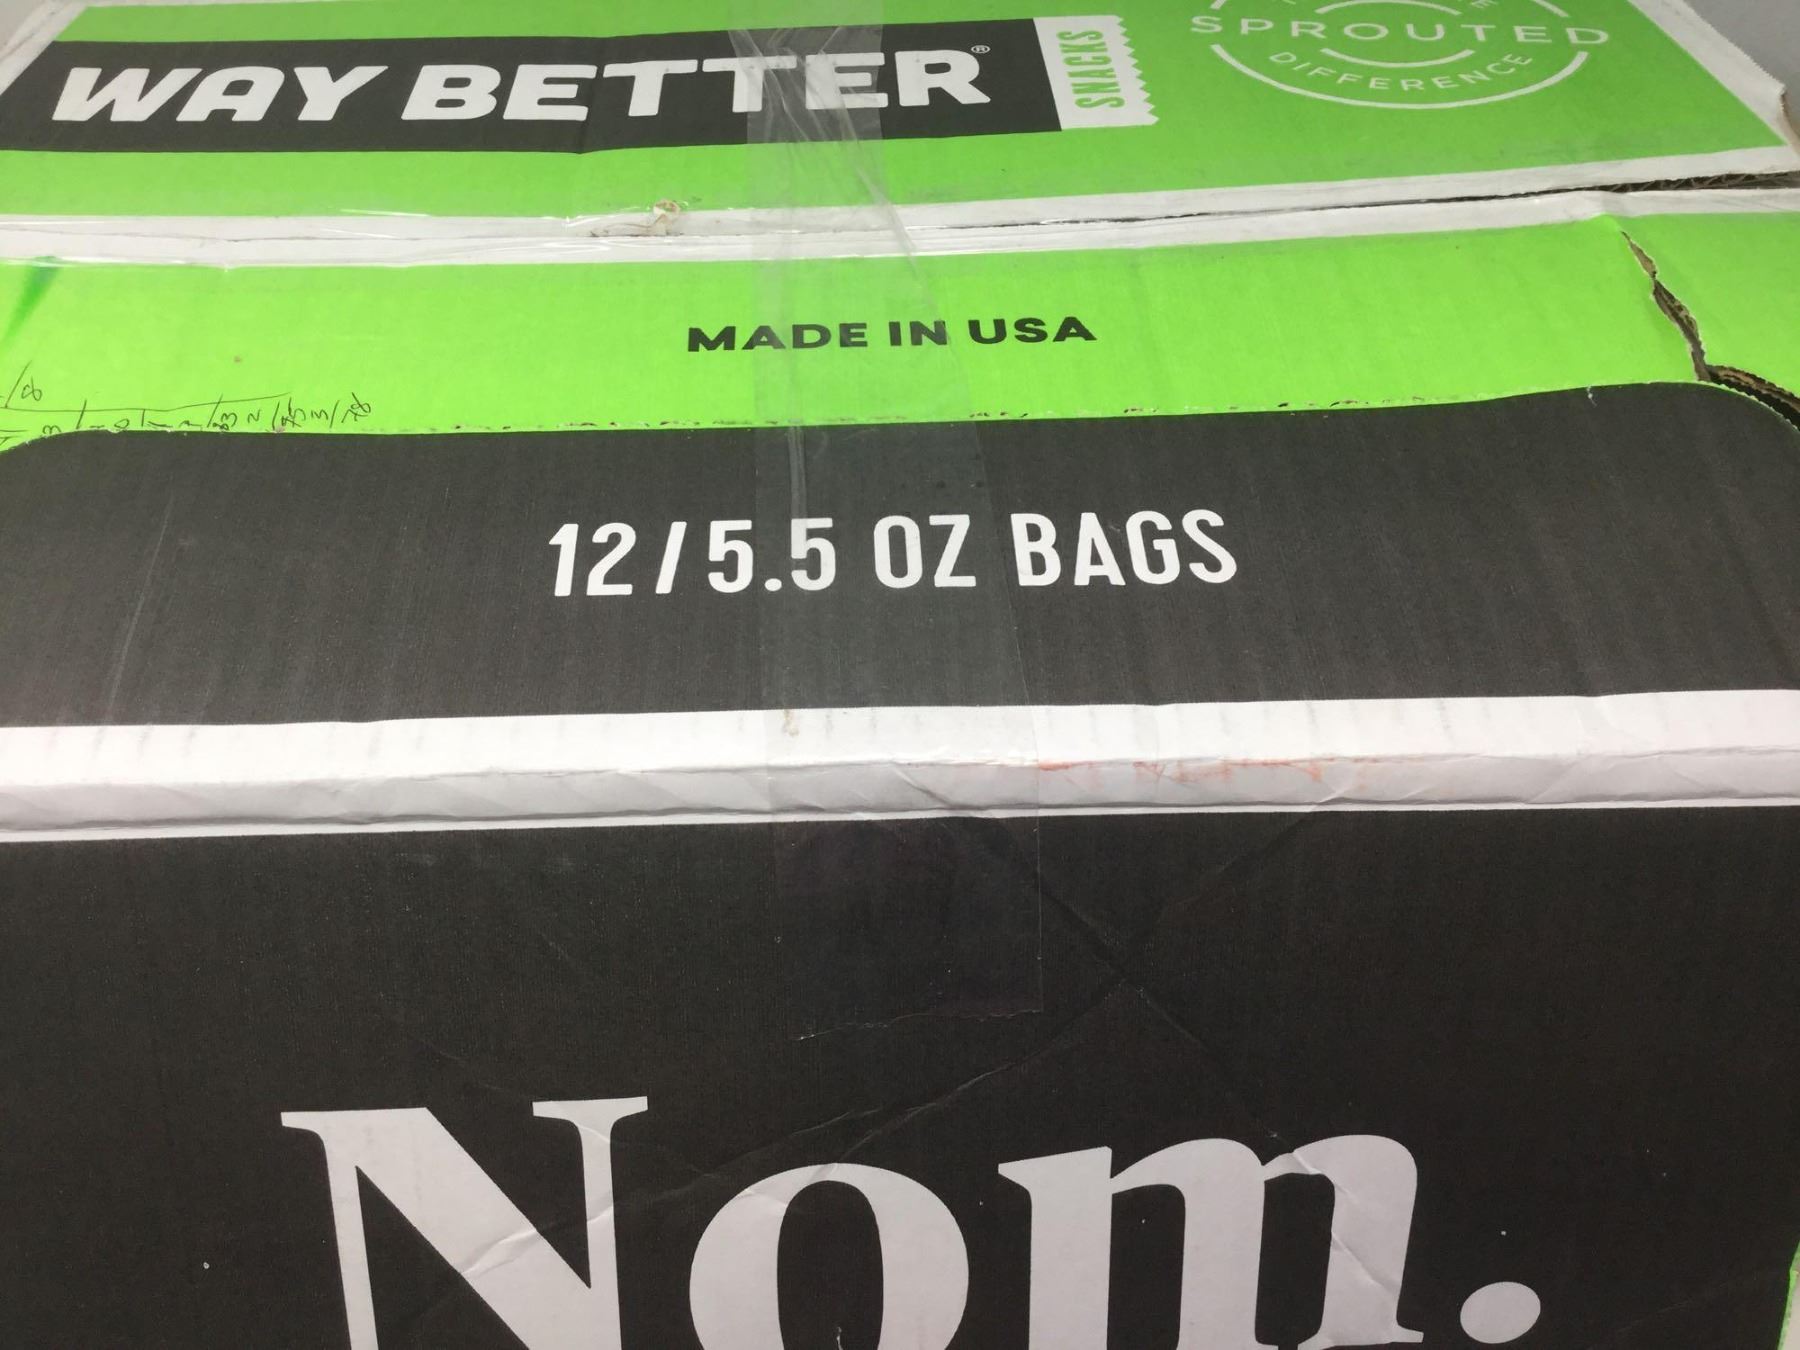 WAY BETTER®
SNACKS
SPROUTED
DIFFERENCE
MADE IN USA
12/5.5 OZ BAGS
Nom.